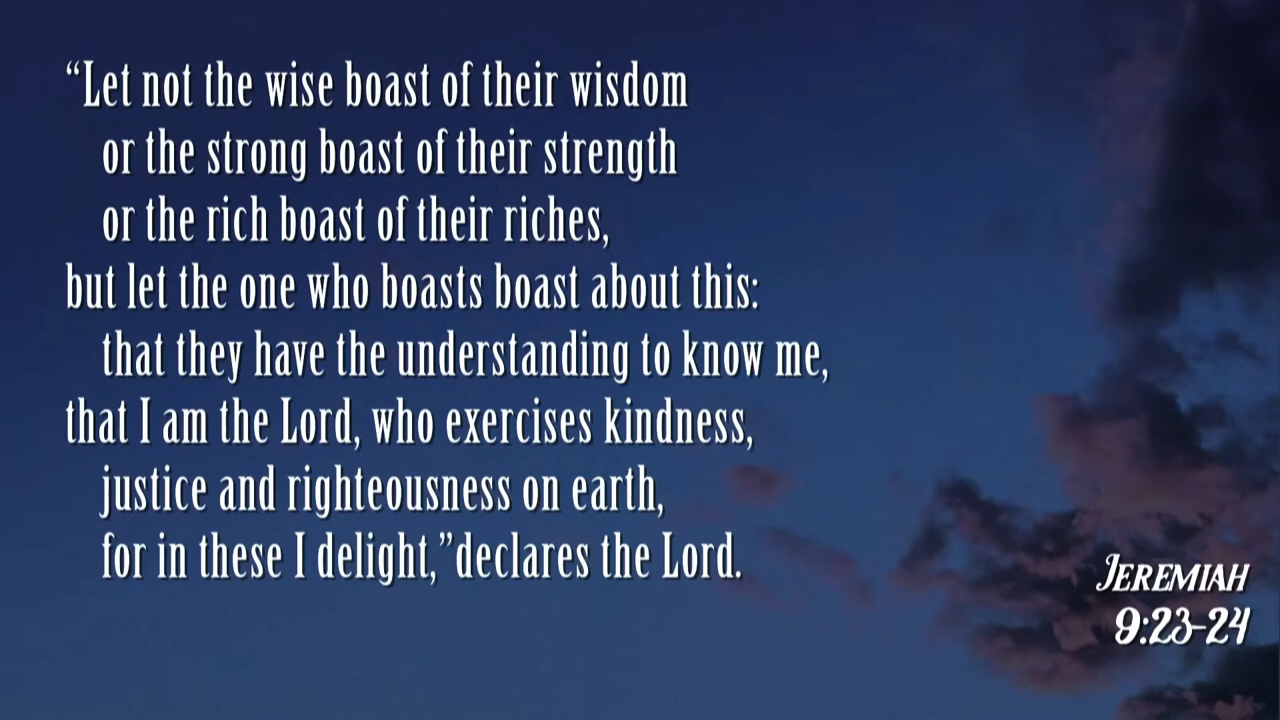 “Let not the wise boast of their wisdom
or the strong boast of their strength
or the rich boast of their riches,
but let the one who boasts boast about this:
that they have the understanding to know me,
that I am the Lord, who exercises kindness,
justice and righteousness on earth,
for in these I delight,”declares the Lord.
JEREMIAH
9:23-24